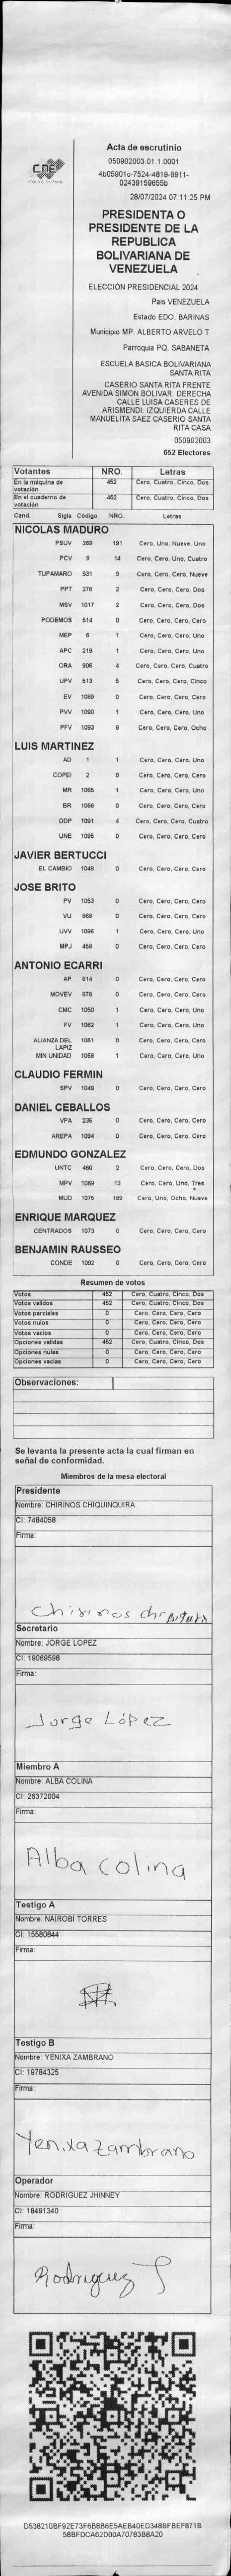 CNE
Acta de escrutinio
050902003.01.1.0001
4b05901c-7524-4819-9911-
02439159655b
28/07/2024 07:11:25 PM
PRESIDENTA O
PRESIDENTE DE LA
REPUBLICA
BOLIVARIANA DE
VENEZUELA
ELECCIÓN PRESIDENCIAL 2024
Pais VENEZUELA
Estado EDO. BARINAS
Municipio MP. ALBERTO ARVELO T
Parroquia PQ. SABANETA
ESCUELA BASICA BOLIVARIANA
SANTA RITA
CASERIO SANTA RITA FRENTE
AVENIDA SIMON BOLIVAR. DERECHA
CALLE LUISA CASERES DE
ARISMENDI. IZQUIERDA CALLE
MANUELITA SAEZ CASERIO SANTA
RITA CASA
050902003
652 Electores
Votantes NRO. Letras
En la máquina de votación 452 Cero, Cuatro, Cinco, Dos
En el cuaderno de votación 452 Cero, Cuatro, Cinco, Dos
Cand. Sigla Código NRO. Letras
NICOLAS MADURO
PSUV 269 191 Cero, Uno, Nueve, Uno
PCV 9 14 Cero, Cero, Uno, Cuatro
TUPAMARO 931 9 Cero, Cero, Cero, Nueve
PPT 276 2 Cero, Cero, Cero, Dos
MSV 1017 2 Cero, Cero, Cero, Dos
PODEMOS 514 0 Cero, Cero, Cero, Cero
MEP 6 1 Cero, Cero, Cero, Uno
APC 219 1 Cero, Cero, Cero, Uno
ORA 906 4 Cero, Cero, Cero, Cuatro
UPV 513 5 Cero, Cero, Cero, Cinco
EV 1089 0 Cero, Cero, Cero, Cero
PVV 1090 1 Cero, Cero, Cero, Uno
PFV 1093 8 Cero, Cero, Cero, Ocho
LUIS MARTINEZ
AD 1 1 Cero, Cero, Cero, Uno
COPEI 2 0 Cero, Cero, Cero, Cero
MR 1065 1 Cero, Cero, Cero, Uno
BR 1066 0 Cero, Cero, Cero, Cero
DDP 1091 4 Cero, Cero, Cero, Cuatro
UNE 1095 0 Cero, Cero, Cero, Cero
JAVIER BERTUCCI
EL CAMBIO 1048 0 Cero, Cero, Cero, Cero
JOSE BRITO
PV 1053 0 Cero, Cero, Cero, Cero
VU 868 0 Cero, Cero, Cero, Cero
UVV 1096 1 Cero, Cero, Cero, Uno
MPJ 458 0 Cero, Cero, Cero, Cero
ANTONIO ECARRI
AP 814 0 Cero, Cero, Cero, Cero
MOVEV 978 0 Cero, Cero, Cero, Cero
CMC 1050 1 Cero, Cero, Cero, Uno
FV 1062 1 Cero, Cero, Cero, Uno
ALIANZA DEL LAPIZ 1061 0 Cero, Cero, Cero, Cero
MIN UNIDAD 1058 1 Cero, Cero, Cero, Uno
CLAUDIO FERMIN
SPV 1049 0 Cero, Cero, Cero, Cero
DANIEL CEBALLOS
VPA 236 0 Cero, Cero, Cero, Cero
AREPA 1094 0 Cero, Cero, Cero, Cero
EDMUNDO GONZALEZ
UNTC 460 2 Cero, Cero, Cero, Dos
MPV 1069 13 Cero, Cero, Uno, Tres
MUD 1075 189 Cero, Uno, Ocho, Nueve
ENRIQUE MARQUEZ
CENTRADOS 1073 0 Cero, Cero, Cero, Cero
BENJAMIN RAUSSEO
CONDE 1092 0 Cero, Cero, Cero, Cero
Resumen de votos
Votos 452 Cero, Cuatro, Cinco, Dos
Votos validos 452 Cero, Cuatro, Cinco, Dos
Votos parciales 0 Cero, Cero, Cero, Cero
Votos nulos 0 Cero, Cero, Cero, Cero
Votos vacios 0 Cero, Cero, Cero, Cero
Opciones validas 452 Cero, Cuatro, Cinco, Dos
Opciones nulas 0 Cero, Cero, Cero, Cero
Opciones vacias 0 Cero, Cero, Cero, Cero
Observaciones:
Se levanta la presente acta la cual firman en
señal de conformidad.
Miembros de la mesa electoral
Presidente
Nombre: CHIRINOS CHIQUINQUIRA
CI: 7484058
Firma:
Chirinos
Secretario
Nombre: JORGE LOPEZ
CI: 19069598
Firma:
Jorge López
Miembro A
Nombre: ALBA COLINA
CI: 26372004
Firma:
Alba Colina
Testigo A
Nombre: NAIROBI TORRES
CI: 15580844
Firma:
Testigo B
Nombre: YENIXA ZAMBRANO
CI: 19784325
Firma:
Yenixa Zambrano
Operador
Nombre: RODRIGUEZ JHINNEY
CI: 18491340
Firma:
Rodriguez J
D538210BF92E73F6B8B6E5AEB40ED348BFBEF871B
58BFDCA62D00A70783B8A20